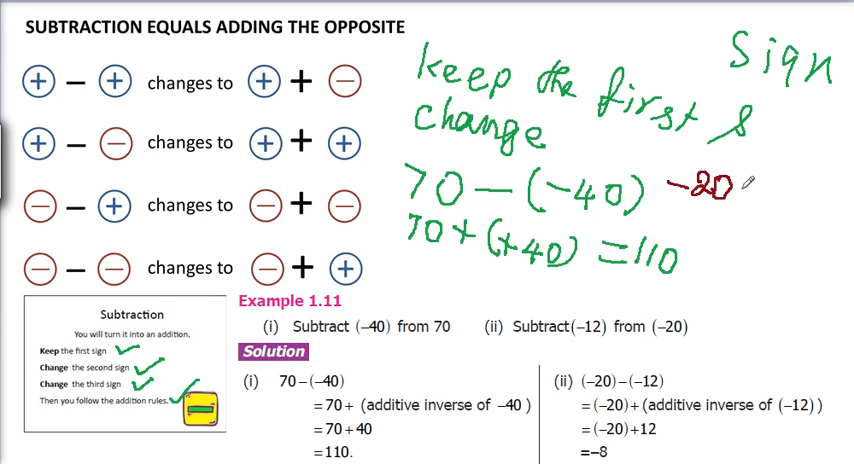 SUBTRACTION EQUALS ADDING THE OPPOSITE
+ − + changes to + + −
+ − − changes to + + +
− − + changes to − + −
− − − changes to − + +
Sign
keep the first s
change
70 − (−40) −20
70 + (+40) = 110
Subtraction
You will turn it into an addition.
Keep the first sign
Change the second sign
Change the third sign
Then you follow the addition rules.
Example 1.11
(i) Subtract (−40) from 70 (ii) Subtract(−12) from (−20)
Solution
(i) 70−(−40)
=70+ (additive inverse of −40 )
=70+40
=110.
(ii) (−20)−(−12)
=(−20)+(additive inverse of (−12))
=(−20)+12
=−8